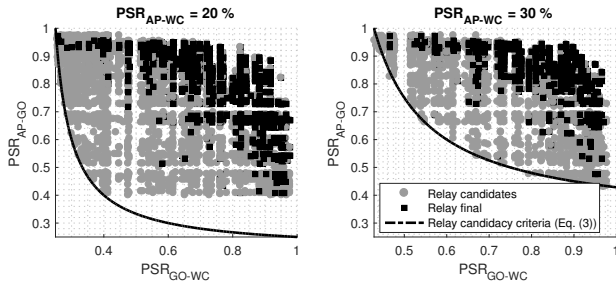 PSR_AP-WC = 20 %
PSR_AP-GO
1
0.9
0.8
0.7
0.6
0.5
0.4
0.3
0.4
0.6
0.8
1
PSR_GO-WC
PSR_AP-WC = 30 %
PSR_AP-GO
1
0.9
0.8
0.7
0.6
0.5
0.4
0.3
Relay candidates
Relay final
Relay candidacy criteria (Eq. (3))
0.5
0.6
0.7
0.8
0.9
1
PSR_GO-WC